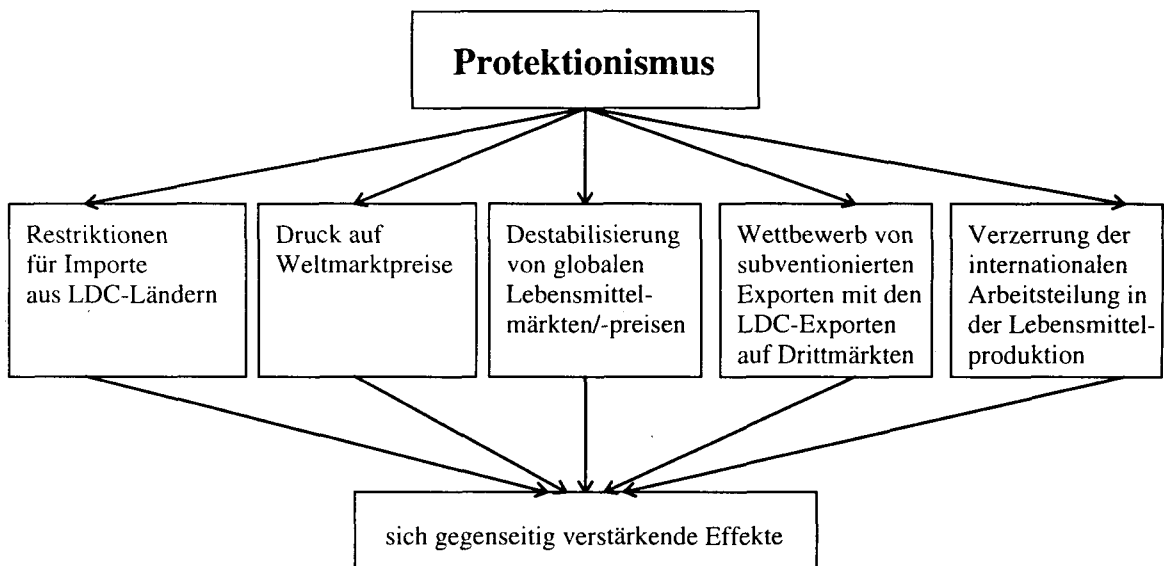 Protektionismus
Restriktionen
für Importe
aus LDC-Ländern
Druck auf
Weltmarktpreise
Destabilisierung
von globalen
Lebensmittel-
märkten/-preisen
Wettbewerb von
subventionierten
Exporten mit den
LDC-Exporten
auf Drittmärkten
Verzerrung der
internationalen
Arbeitsteilung in
der Lebensmittel-
produktion
sich gegenseitig verstärkende Effekte